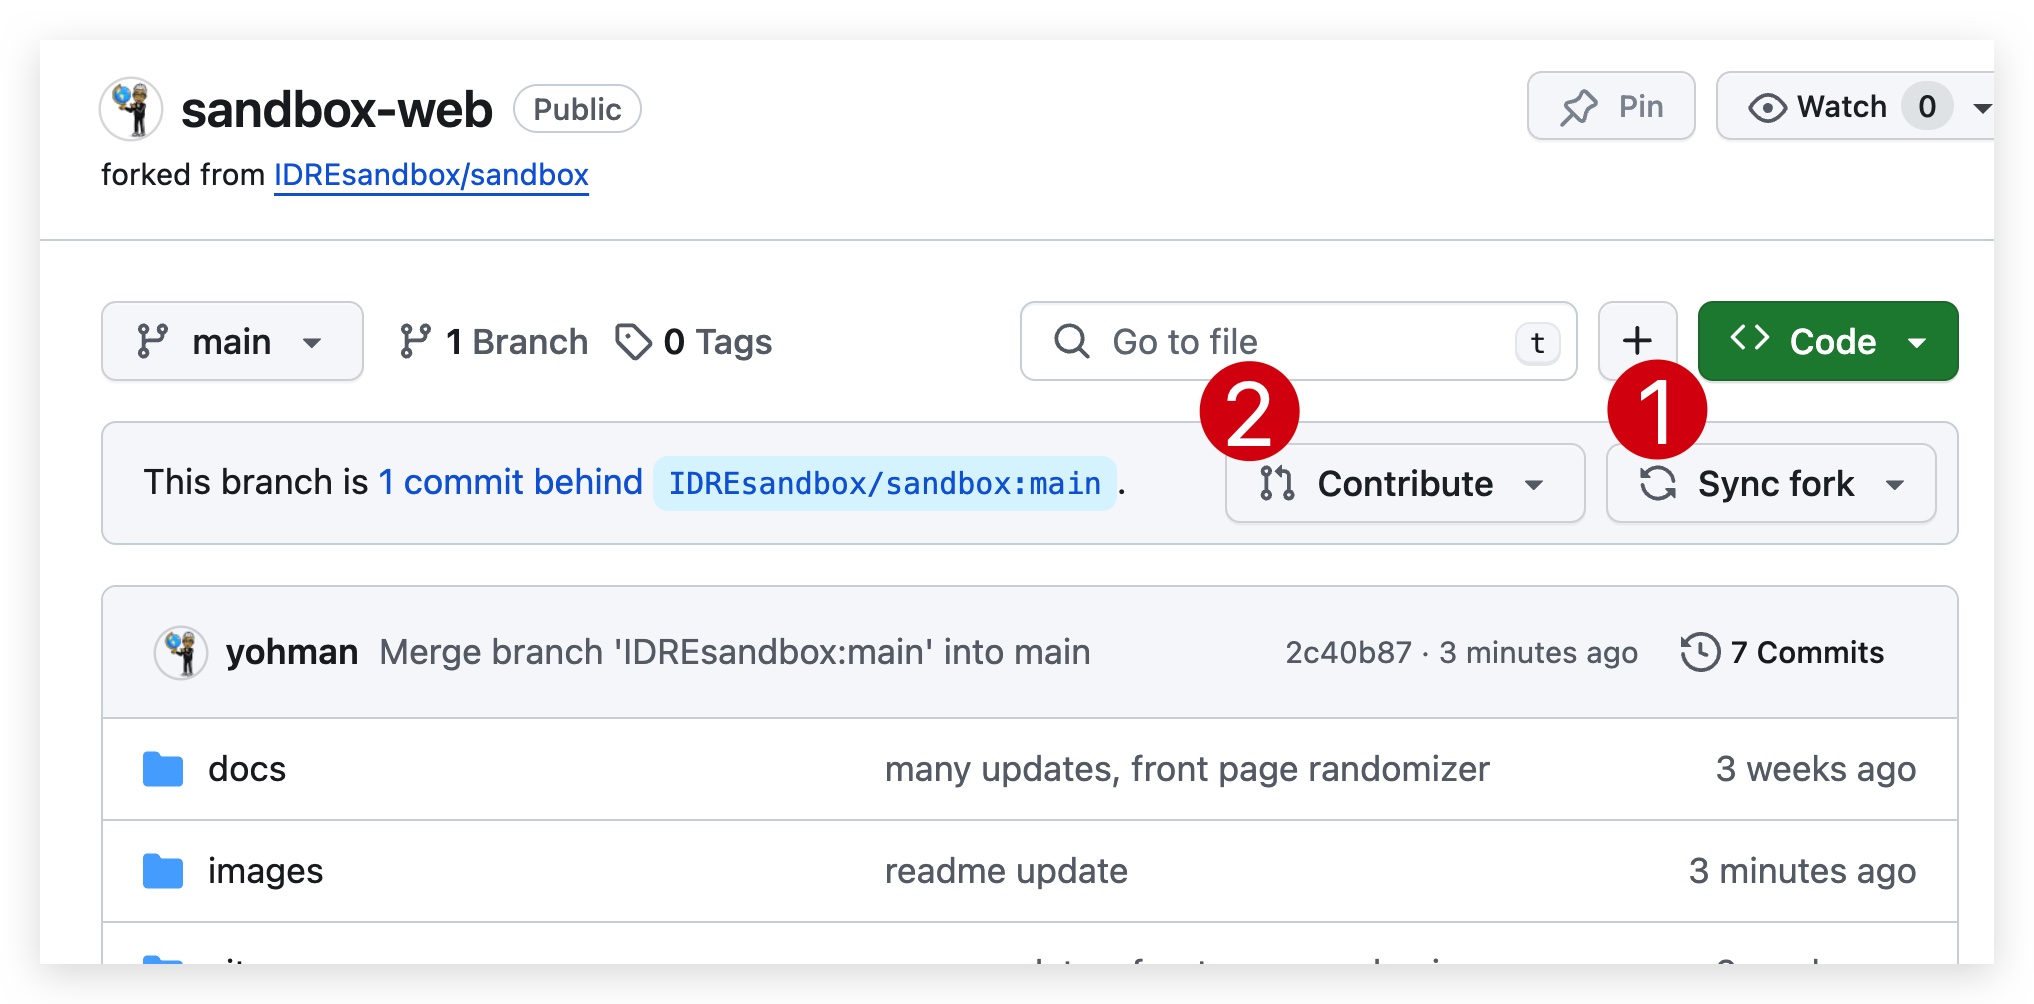 sandbox-web Public Pin Watch 0
forked from IDREsandbox/sandbox
main 1 Branch 0 Tags Go to file t + Code
2 1
This branch is 1 commit behind IDREsandbox/sandbox:main . Contribute Sync fork
yohman Merge branch 'IDREsandbox:main' into main 2c40b87 · 3 minutes ago 7 Commits
docs many updates, front page randomizer 3 weeks ago
images readme update 3 minutes ago